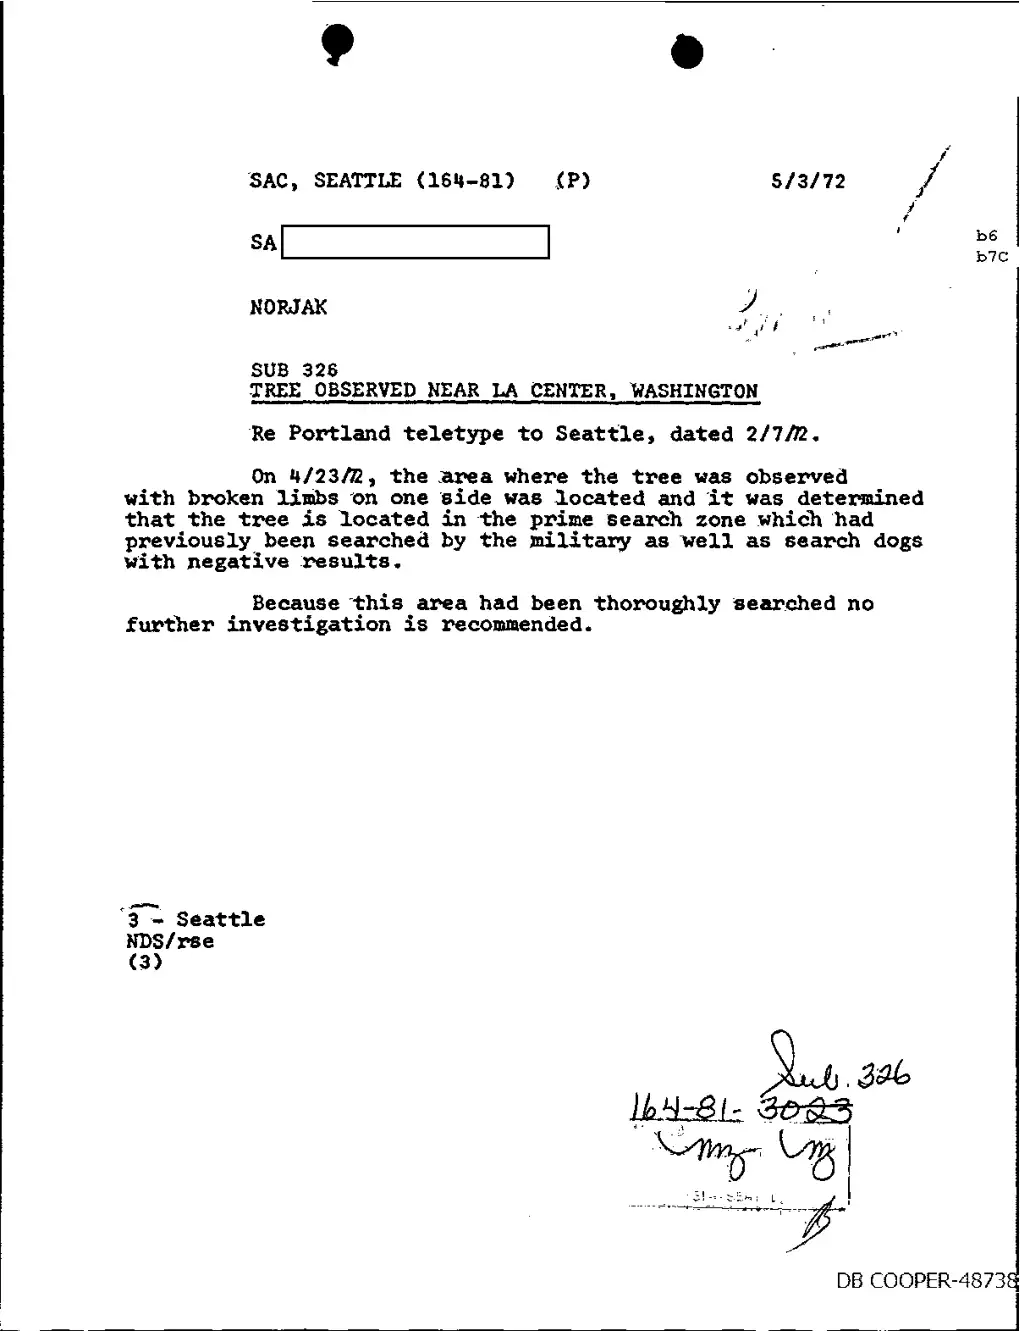 SAC, SEATTLE (164-81) (P) 5/3/72
SA
b6
b7C
NORJAK
SUB 326
TREE OBSERVED NEAR LA CENTER, WASHINGTON
Re Portland teletype to Seattle, dated 2/7/72.
On 4/23/72, the area where the tree was observed
with broken limbs on one side was located and it was determined
that the tree is located in the prime search zone which had
previously been searched by the military as well as search dogs
with negative results.
Because this area had been thoroughly searched no
further investigation is recommended.
3 - Seattle
NDS/rse
(3)
Sub. 326
164-81- 3023
DB COOPER-48738